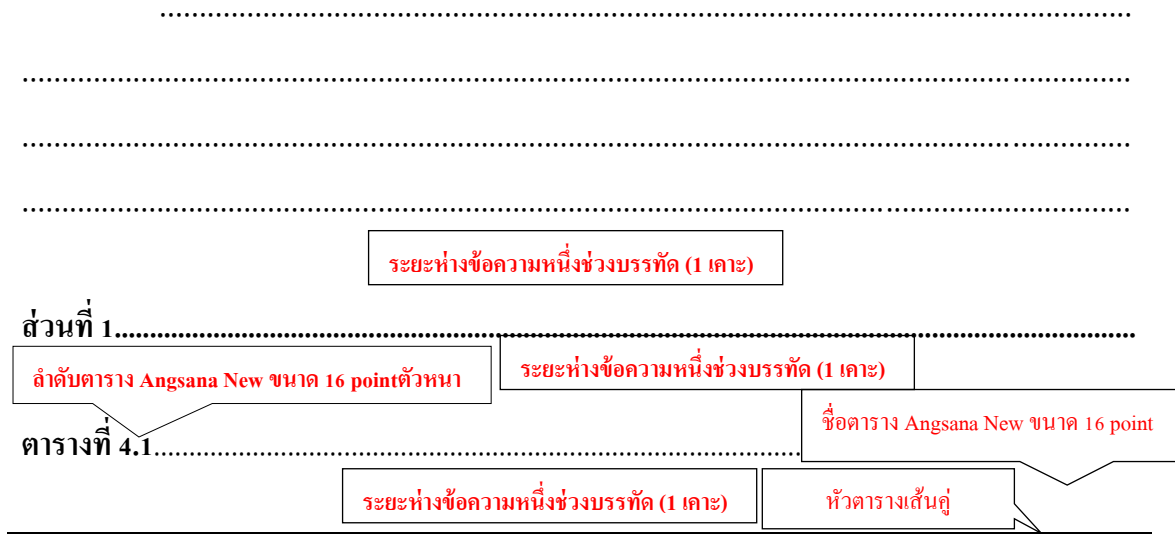 ................................................................................................................................
................................................................................................................................................
................................................................................................................................................
................................................................................................................................................
ระยะห่างข้อความหนึ่งช่วงบรรทัด (1 เคาะ)
ส่วนที่ 1................................................................................................................................................
ลำดับตาราง Angsana New ขนาด 16 pointตัวหนา
ระยะห่างข้อความหนึ่งช่วงบรรทัด (1 เคาะ)
ชื่อตาราง Angsana New ขนาด 16 point
ตารางที่ 4.1................................................................................................
ระยะห่างข้อความหนึ่งช่วงบรรทัด (1 เคาะ)
หัวตารางเส้นคู่